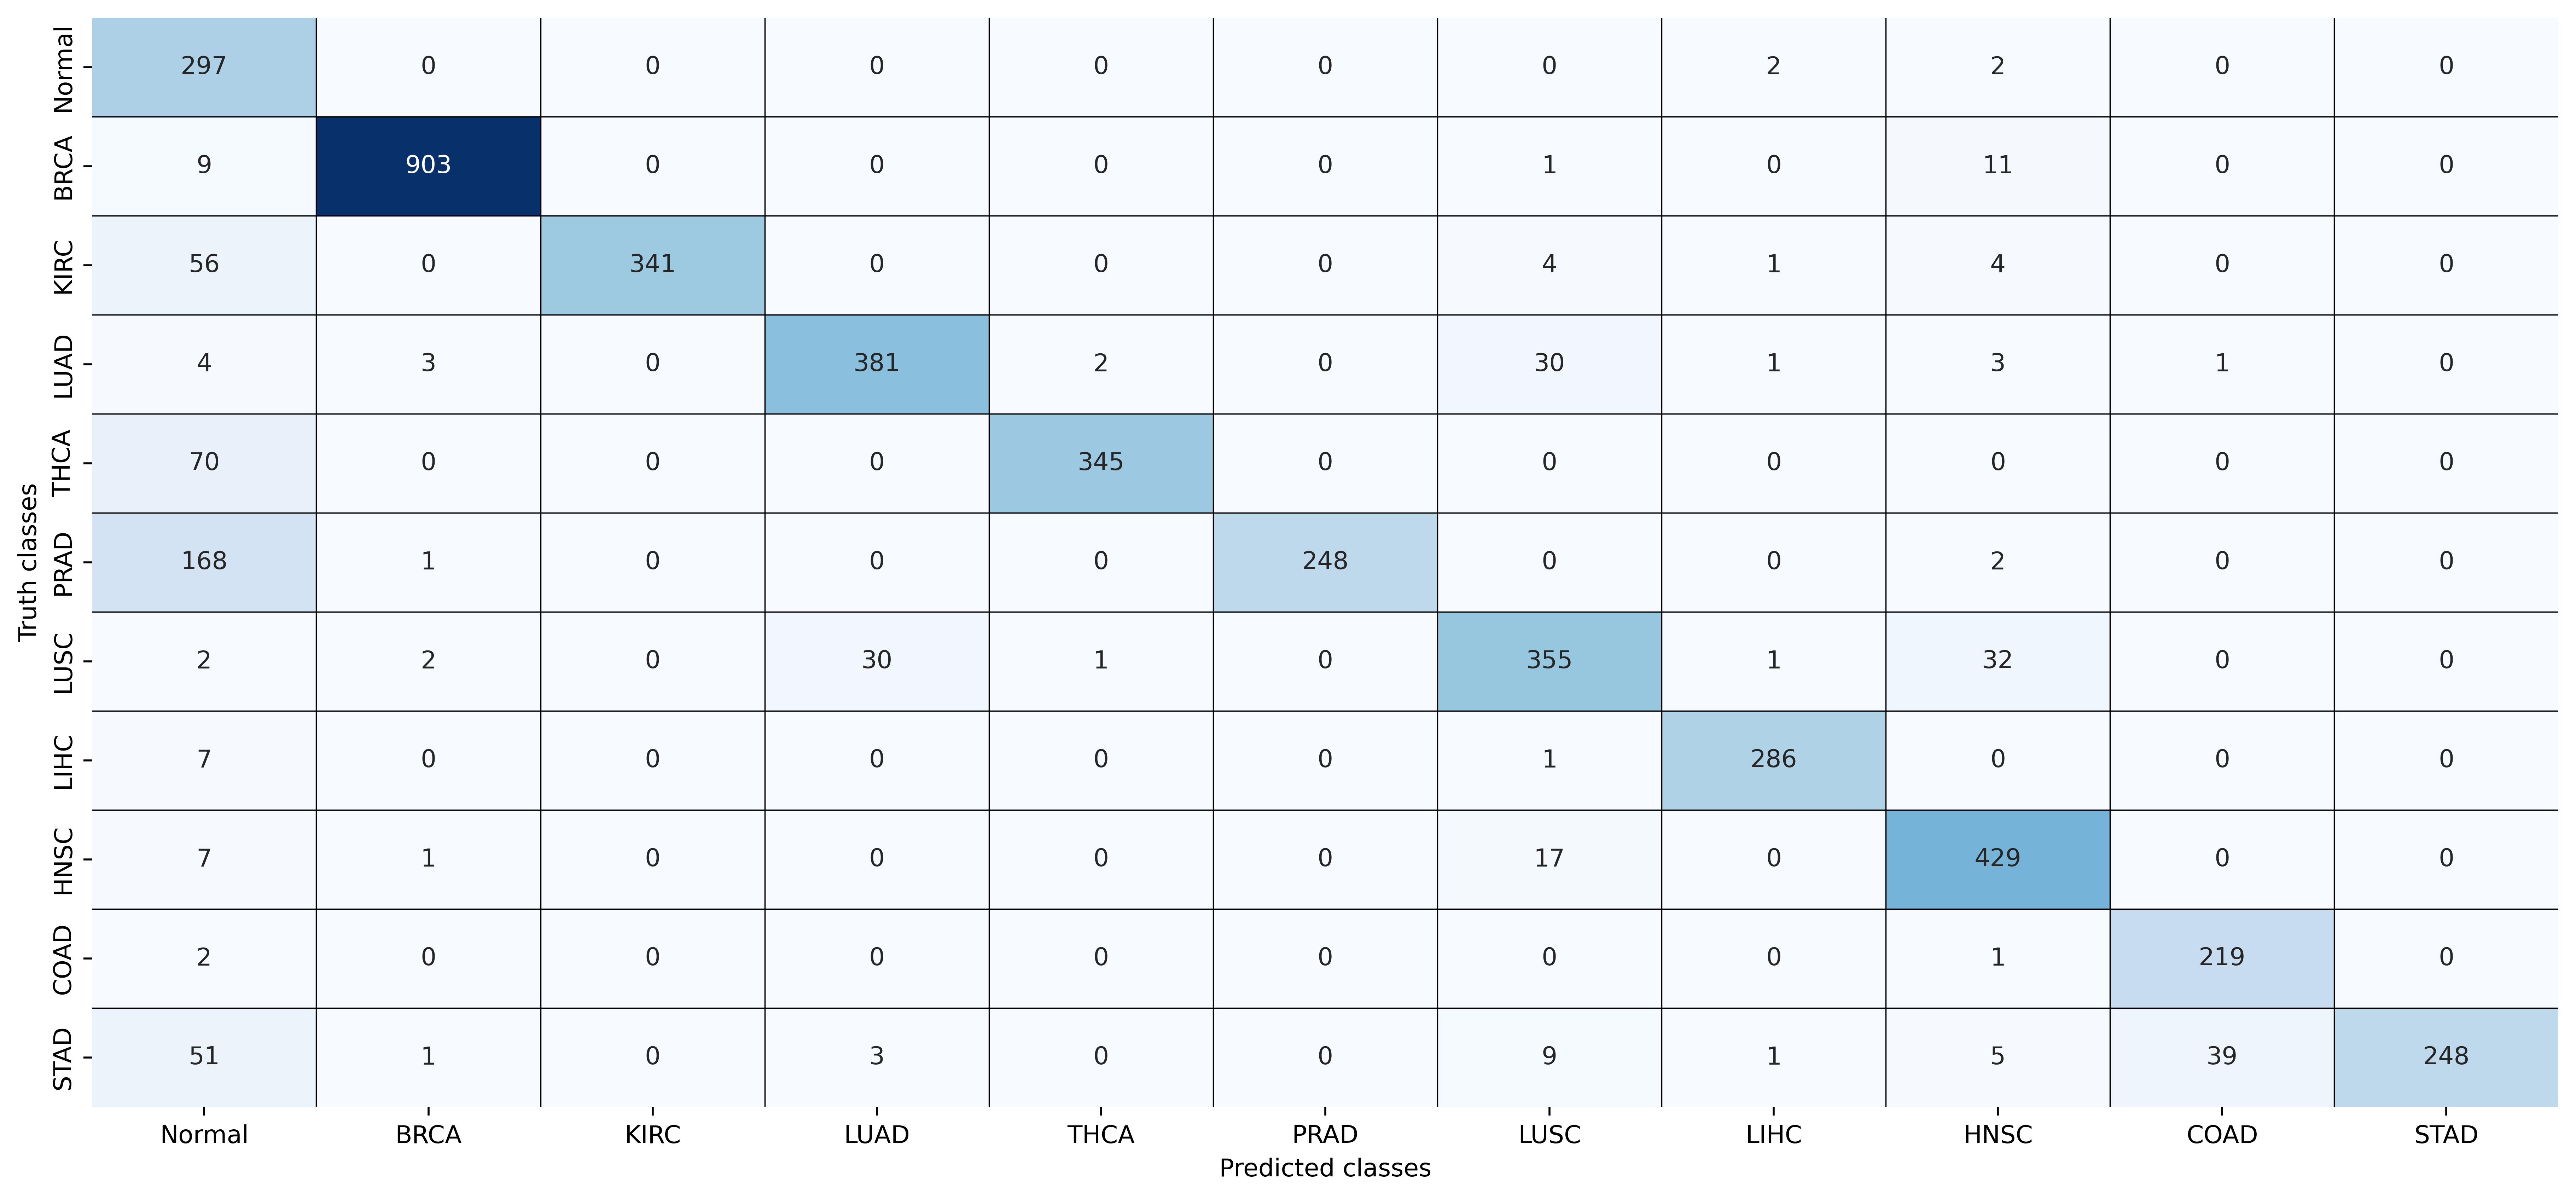 Truth classes
Normal 297 0 0 0 0 0 0 2 2 0 0
BRCA 9 903 0 0 0 0 1 0 11 0 0
KIRC 56 0 341 0 0 0 4 1 4 0 0
LUAD 4 3 0 381 2 0 30 1 3 1 0
THCA 70 0 0 0 345 0 0 0 0 0 0
PRAD 168 1 0 0 0 248 0 0 2 0 0
LUSC 2 2 0 30 1 0 355 1 32 0 0
LIHC 7 0 0 0 0 0 1 286 0 0 0
HNSC 7 1 0 0 0 0 17 0 429 0 0
COAD 2 0 0 0 0 0 0 0 1 219 0
STAD 51 1 0 3 0 0 9 1 5 39 248
Normal BRCA KIRC LUAD THCA PRAD LUSC LIHC HNSC COAD STAD
Predicted classes